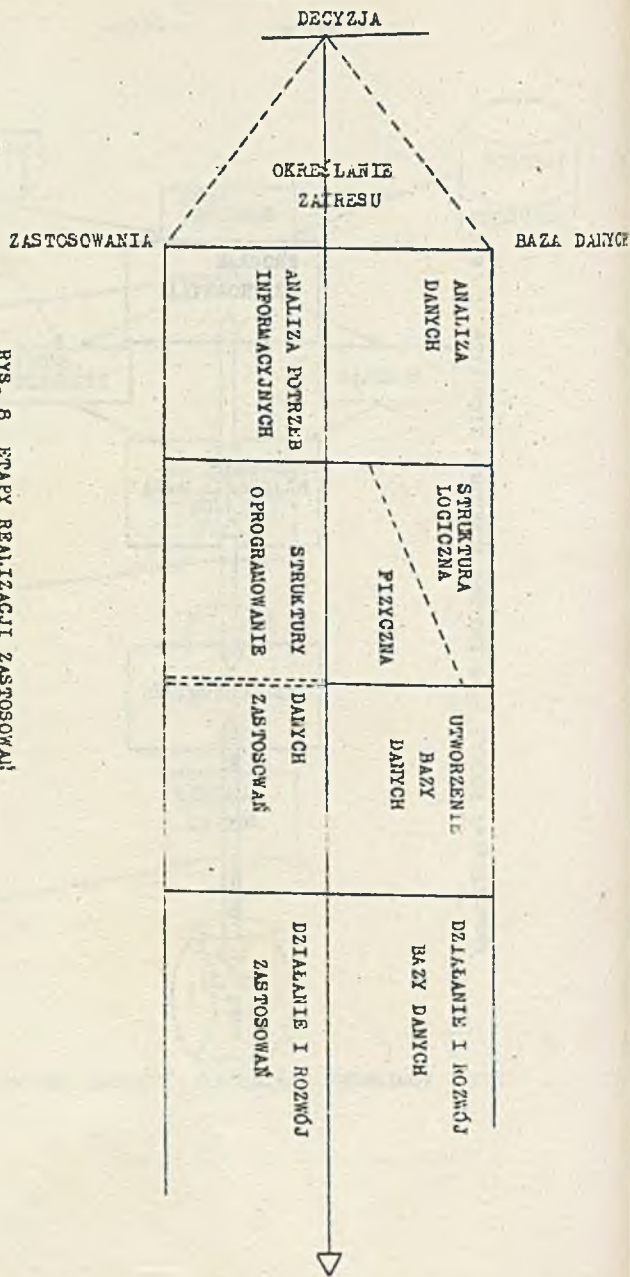 DECYZJA
OKREŚLANIE
ZAKRESU
ZASTOSOWANIA
BAZA DANYCH
ANALIZA
DANYCH
ANALIZA POTRZEB
INFORMACYJNYCH
STRUKTURA
LOGICZNA
FIZYCZNA
STRUKTURY DANYCH
OPROGRAMOWANIE ZASTOSOWAŃ
UTWORZENIE
BAZY
DANYCH
DZIAŁANIE I ROZWÓJ
BAZY DANYCH
DZIAŁANIE I ROZWÓJ
ZASTOSOWAŃ
RYS. 8 ETAPY REALIZACJI ZASTOSOWAŃ